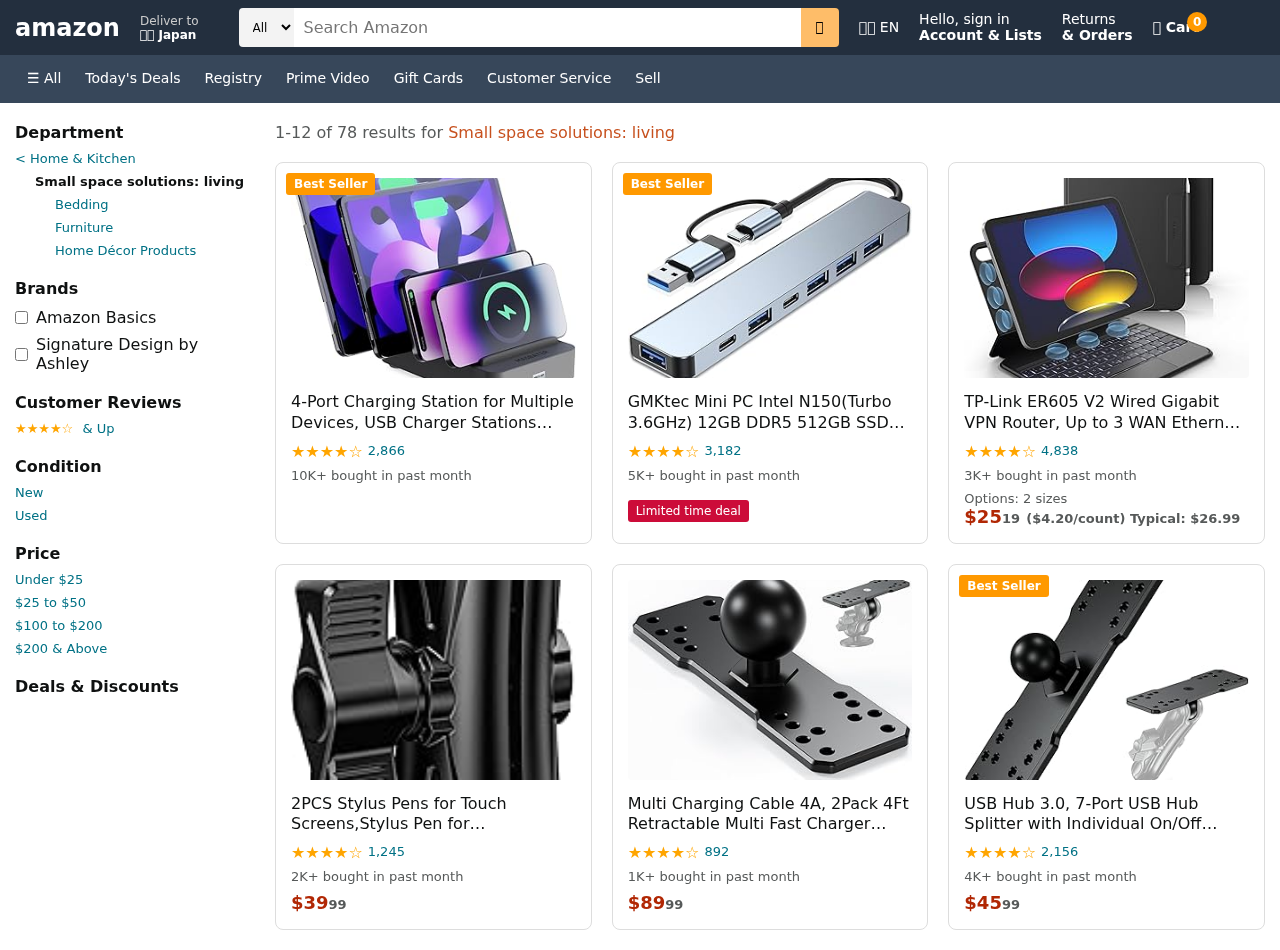 amazon
Deliver to
Japan
All
Search Amazon
EN
Hello, sign in
Account & Lists
Returns
& Orders
0
☰ All
Today's Deals
Registry
Prime Video
Gift Cards
Customer Service
Sell
Department
< Home & Kitchen
Small space solutions: living
Bedding
Furniture
Home Décor Products
Brands
Amazon Basics
Signature Design by
Ashley
Customer Reviews
★★★★☆ & Up
Condition
New
Used
Price
Under $25
$25 to $50
$100 to $200
$200 & Above
Deals & Discounts
1-12 of 78 results for Small space solutions: living
Best Seller
4-Port Charging Station for Multiple
Devices, USB Charger Stations…
★★★★☆ 2,866
10K+ bought in past month
Best Seller
GMKtec Mini PC Intel N150(Turbo
3.6GHz) 12GB DDR5 512GB SSD…
★★★★☆ 3,182
5K+ bought in past month
Limited time deal
TP-Link ER605 V2 Wired Gigabit
VPN Router, Up to 3 WAN Ethern…
★★★★☆ 4,838
3K+ bought in past month
Options: 2 sizes
$2519 ($4.20/count) Typical: $26.99
2PCS Stylus Pens for Touch
Screens,Stylus Pen for…
★★★★☆ 1,245
2K+ bought in past month
$3999
Multi Charging Cable 4A, 2Pack 4Ft
Retractable Multi Fast Charger…
★★★★☆ 892
1K+ bought in past month
$8999
Best Seller
USB Hub 3.0, 7-Port USB Hub
Splitter with Individual On/Off…
★★★★☆ 2,156
4K+ bought in past month
$4599